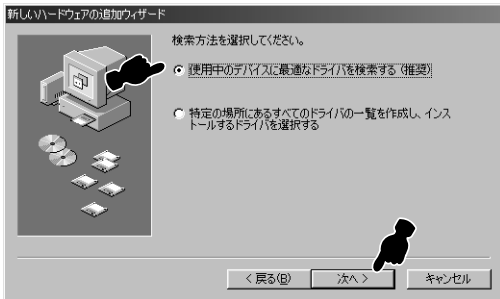 新しいハードウェアの追加ウィザード
検索方法を選択してください。
使用中のデバイスに最適なドライバを検索する (推奨)
特定の場所にあるすべてのドライバの一覧を作成し、インス
トールするドライバを選択する
< 戻る(B)
次へ >
キャンセル